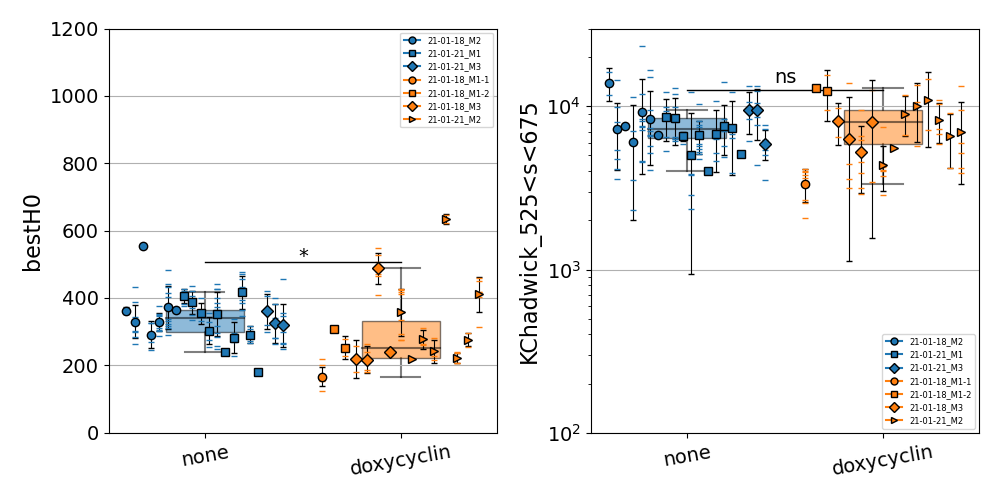 1200
1000
800
600
400
200
0
bestH0
*
none
doxycyclin
21-01-18_M2
21-01-21_M1
21-01-21_M3
21-01-18_M1-1
21-01-18_M1-2
21-01-18_M3
21-01-21_M2
10^4
10^3
10^2
KChadwick_525<s<675
ns
none
doxycyclin
21-01-18_M2
21-01-21_M1
21-01-21_M3
21-01-18_M1-1
21-01-18_M1-2
21-01-18_M3
21-01-21_M2